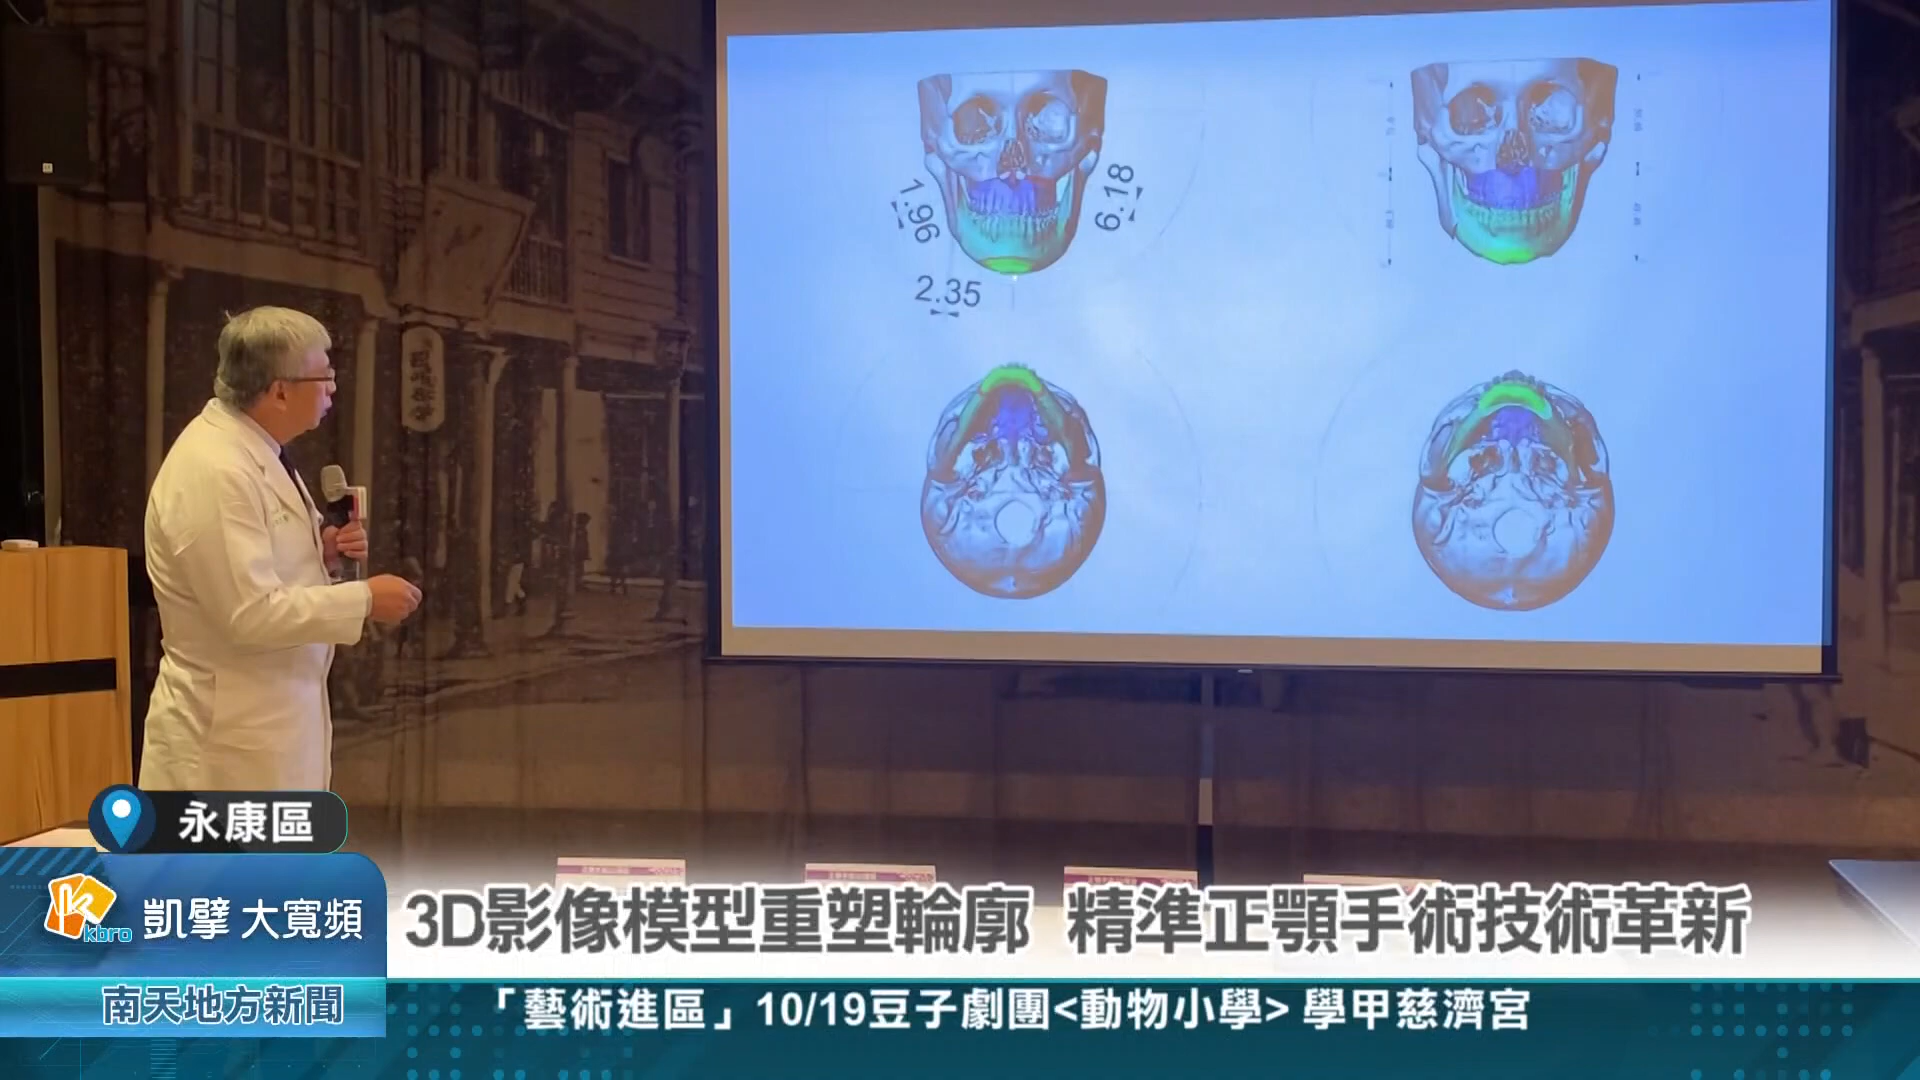 1.96
6.18
2.35
永康區
kbro 凱擘 大寬頻
3D影像模型重塑輪廓 精準正顎手術技術革新
南天地方新聞
「藝術進區」10/19豆子劇團<動物小學> 學甲慈濟宮